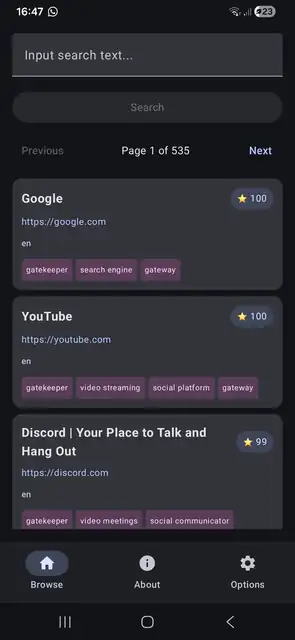 16:47
23
Input search text...
Search
Previous Page 1 of 535 Next
Google
100
https://google.com
en
gatekeeper search engine gateway
YouTube
100
https://youtube.com
en
gatekeeper video streaming social platform gateway
Discord | Your Place to Talk and
Hang Out
99
https://discord.com
en
gatekeeper video meetings social communicator
Browse About Options